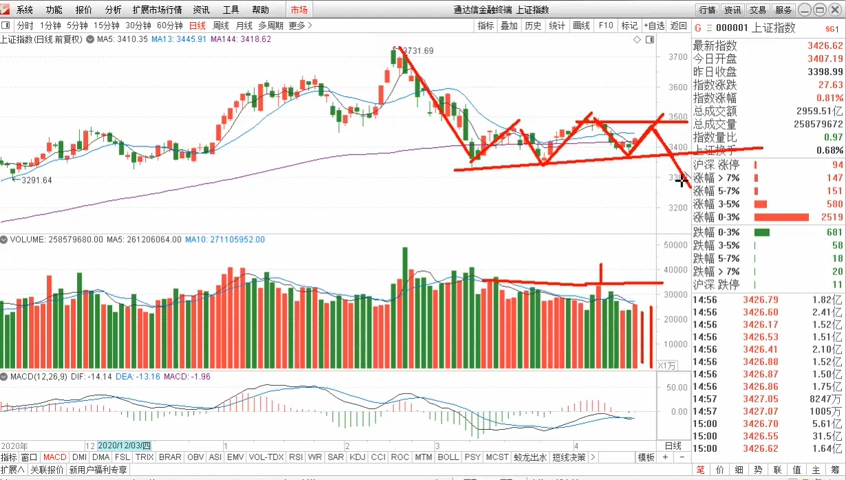 系统 功能 报价 分析 扩展市场行情 资讯 工具 帮助 市场 通达信金融终端 上证指数 行情 资讯 交易 服务
分时 1分钟 5分钟 15分钟 30分钟 60分钟 日线 周线 月线 多周期 更多> 指标 叠加 历史 统计 画线 F10 标记 +自选 返回
G 000001 上证指数 SG1
上证指数(日线 前复权) MA5: 3410.35 MA13: 3445.91 MA144: 3418.62
3731.69
3291.64
3700
3600
3500
3400
3200
最新指数 3426.62
今日开盘 3407.19
昨日收盘 3398.99
指数涨跌 27.63
指数涨幅 0.81%
总成交额 2959.51亿
总成交量 258579672
指数量比 0.97
上证换手 0.68%
沪深 涨停 94
涨幅 > 7% 147
涨幅 5-7% 151
涨幅 3-5% 580
涨幅 0-3% 2519
跌幅 0-3% 681
跌幅 3-5% 58
跌幅 5-7% 18
跌幅 > 7% 20
沪深 跌停 11
VOLUME: 258579680.00 MA5: 261206064.00 MA10: 271105952.00
50000
40000
30000
20000
10000
X1万
14:56 3426.79 1.82亿
14:56 3426.60 2.41亿
14:56 3426.17 1.52亿
14:56 3426.53 1.51亿
14:56 3426.41 2.10亿
14:56 3426.88 1.52亿
14:56 3426.36 1.50亿
14:56 3426.86 1.75亿
14:57 3427.05 8247万
14:57 3427.07 1005万
15:00 3426.70 5.61亿
15:00 3426.55 31.5亿
15:00 3426.62 1.64亿
MACD(12,26,9) DIF: -14.14 DEA: -13.16 MACD: -1.96
50.00
0.00
2020年 12 2020/12/03/四 1 2 3 4 日线
指标 窗口 MACD DMI DMA FSL TRIX BRAR OBV ASI EMV VOL-TDX RSI WR SAR KDJ CCI ROC MTM BOLL PSY MCST 蛟龙出水 短线决策> 模板 + -
扩展∧ 关联报价 新用户福利专享
笔 价 细 势 联 值 主 筹